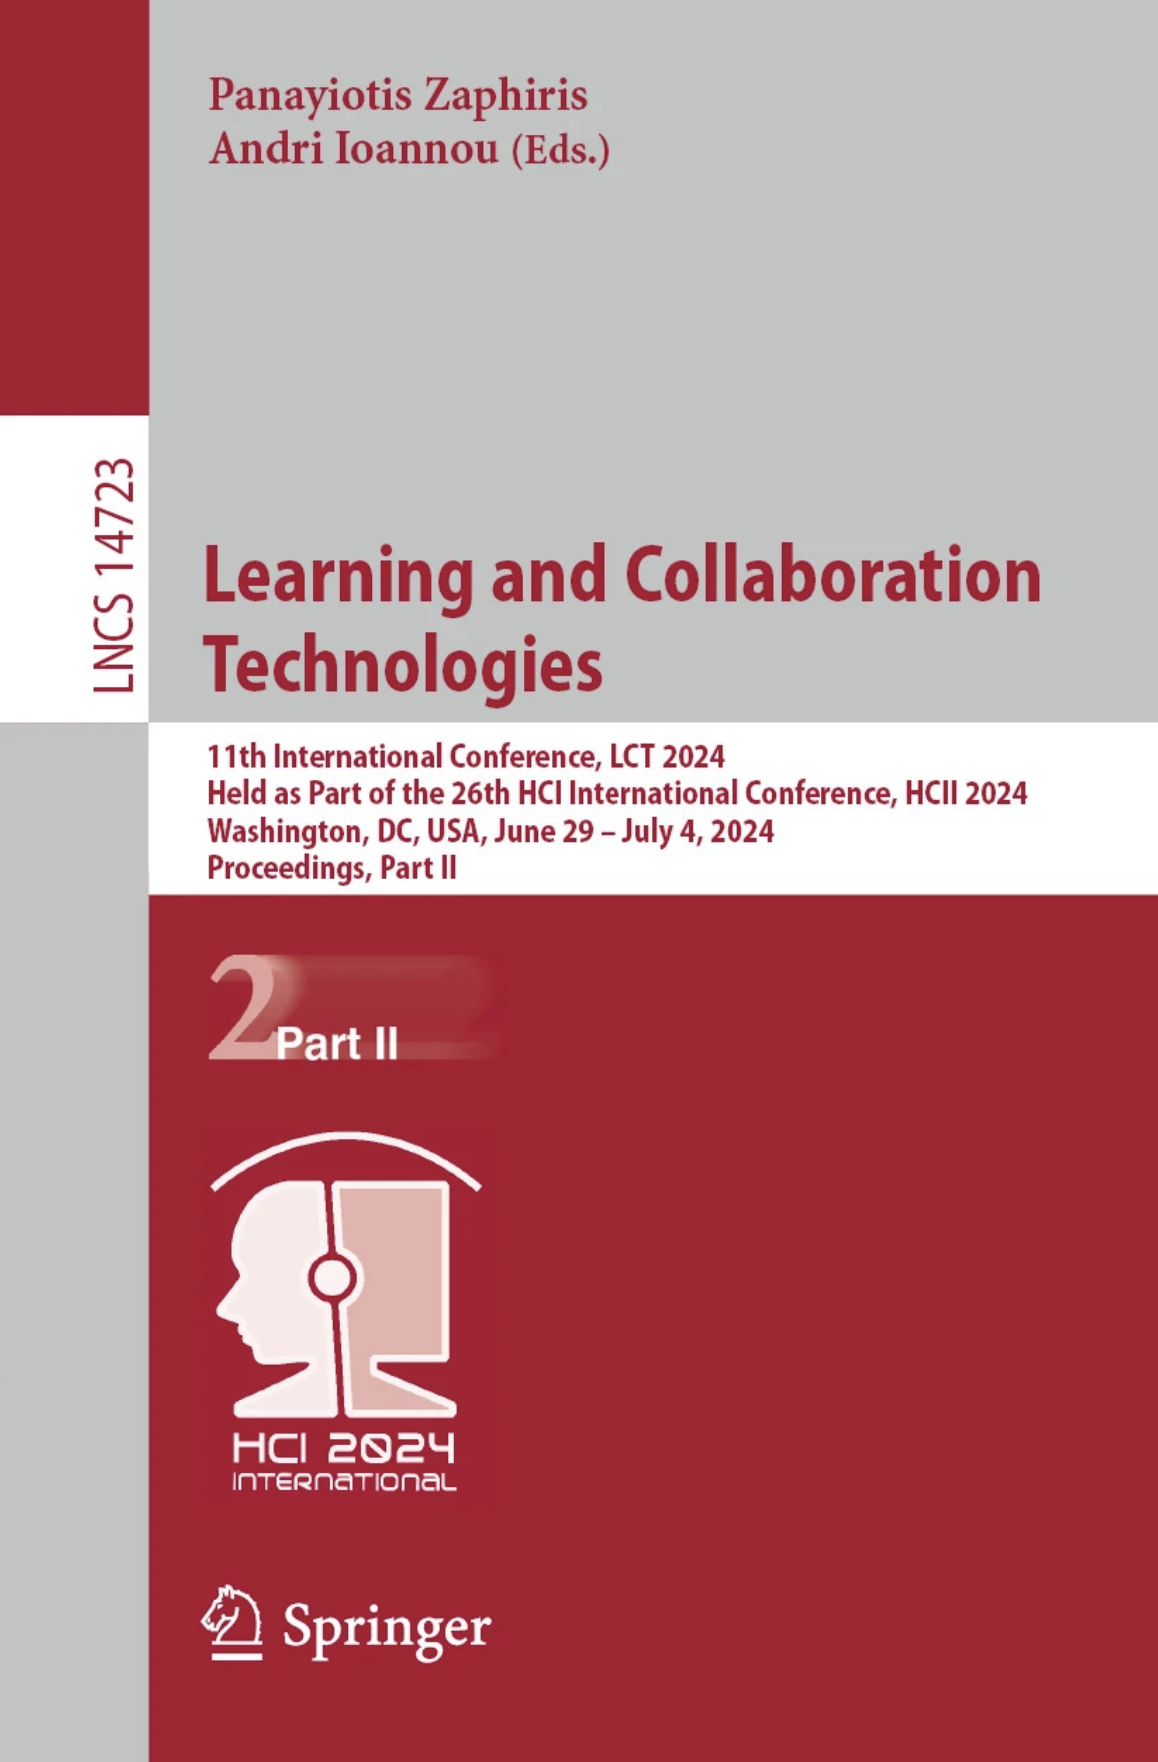 Panayiotis Zaphiris
Andri Ioannou (Eds.)
LNCS 14723
Learning and Collaboration
Technologies
11th International Conference, LCT 2024
Held as Part of the 26th HCI International Conference, HCII 2024
Washington, DC, USA, June 29 – July 4, 2024
Proceedings, Part II
2
Part II
HCI 2024
INTERNATIONAL
Springer